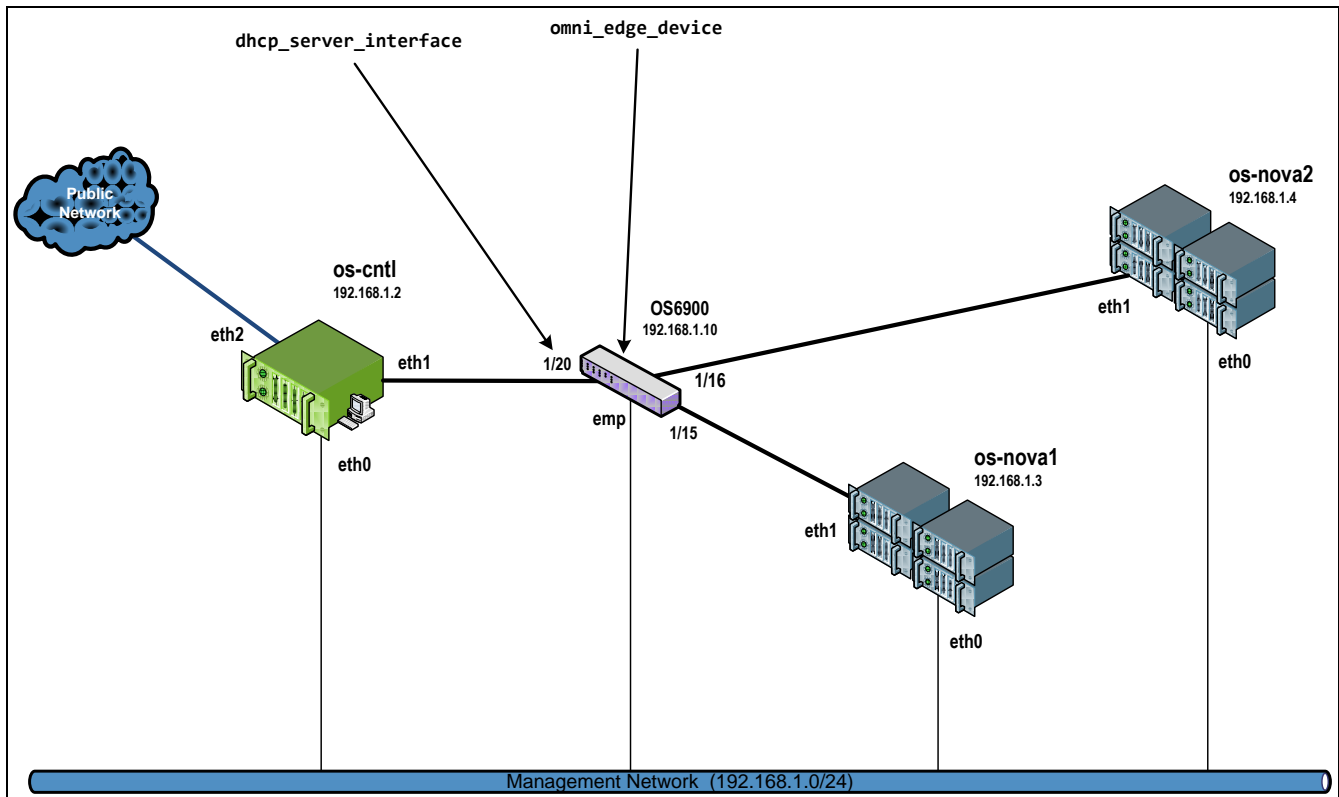 dhcp_server_interface
omni_edge_device
Public
Network
os-nova2
192.168.1.4
os-cntl
192.168.1.2
OS6900
192.168.1.10
eth2
eth1
1/20
1/16
eth1
eth0
emp
1/15
eth0
os-nova1
192.168.1.3
eth1
eth0
Management Network (192.168.1.0/24)